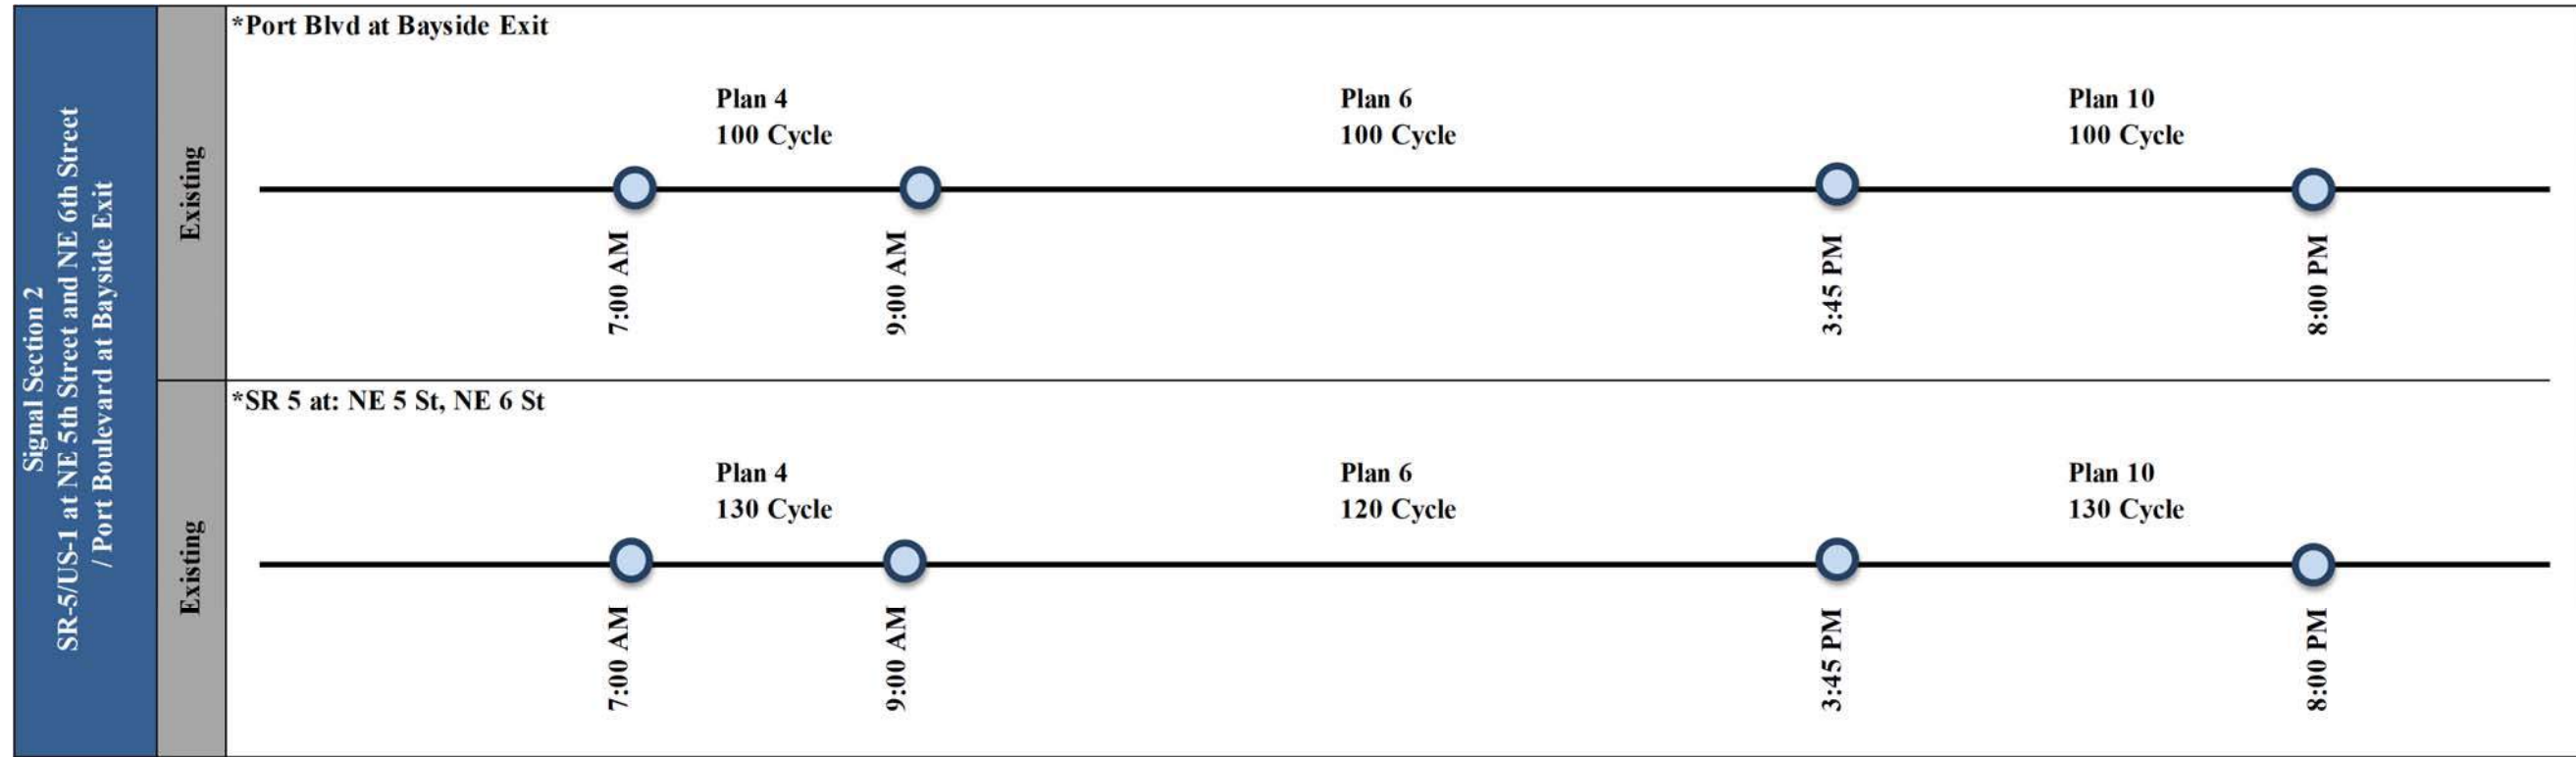 Signal Section 2
SR-5/US-1 at NE 5th Street and NE 6th Street
/ Port Boulevard at Bayside Exit
Existing
*Port Blvd at Bayside Exit
Plan 4
100 Cycle
Plan 6
100 Cycle
Plan 10
100 Cycle
7:00 AM
9:00 AM
3:45 PM
8:00 PM
Existing
*SR 5 at: NE 5 St, NE 6 St
Plan 4
130 Cycle
Plan 6
120 Cycle
Plan 10
130 Cycle
7:00 AM
9:00 AM
3:45 PM
8:00 PM